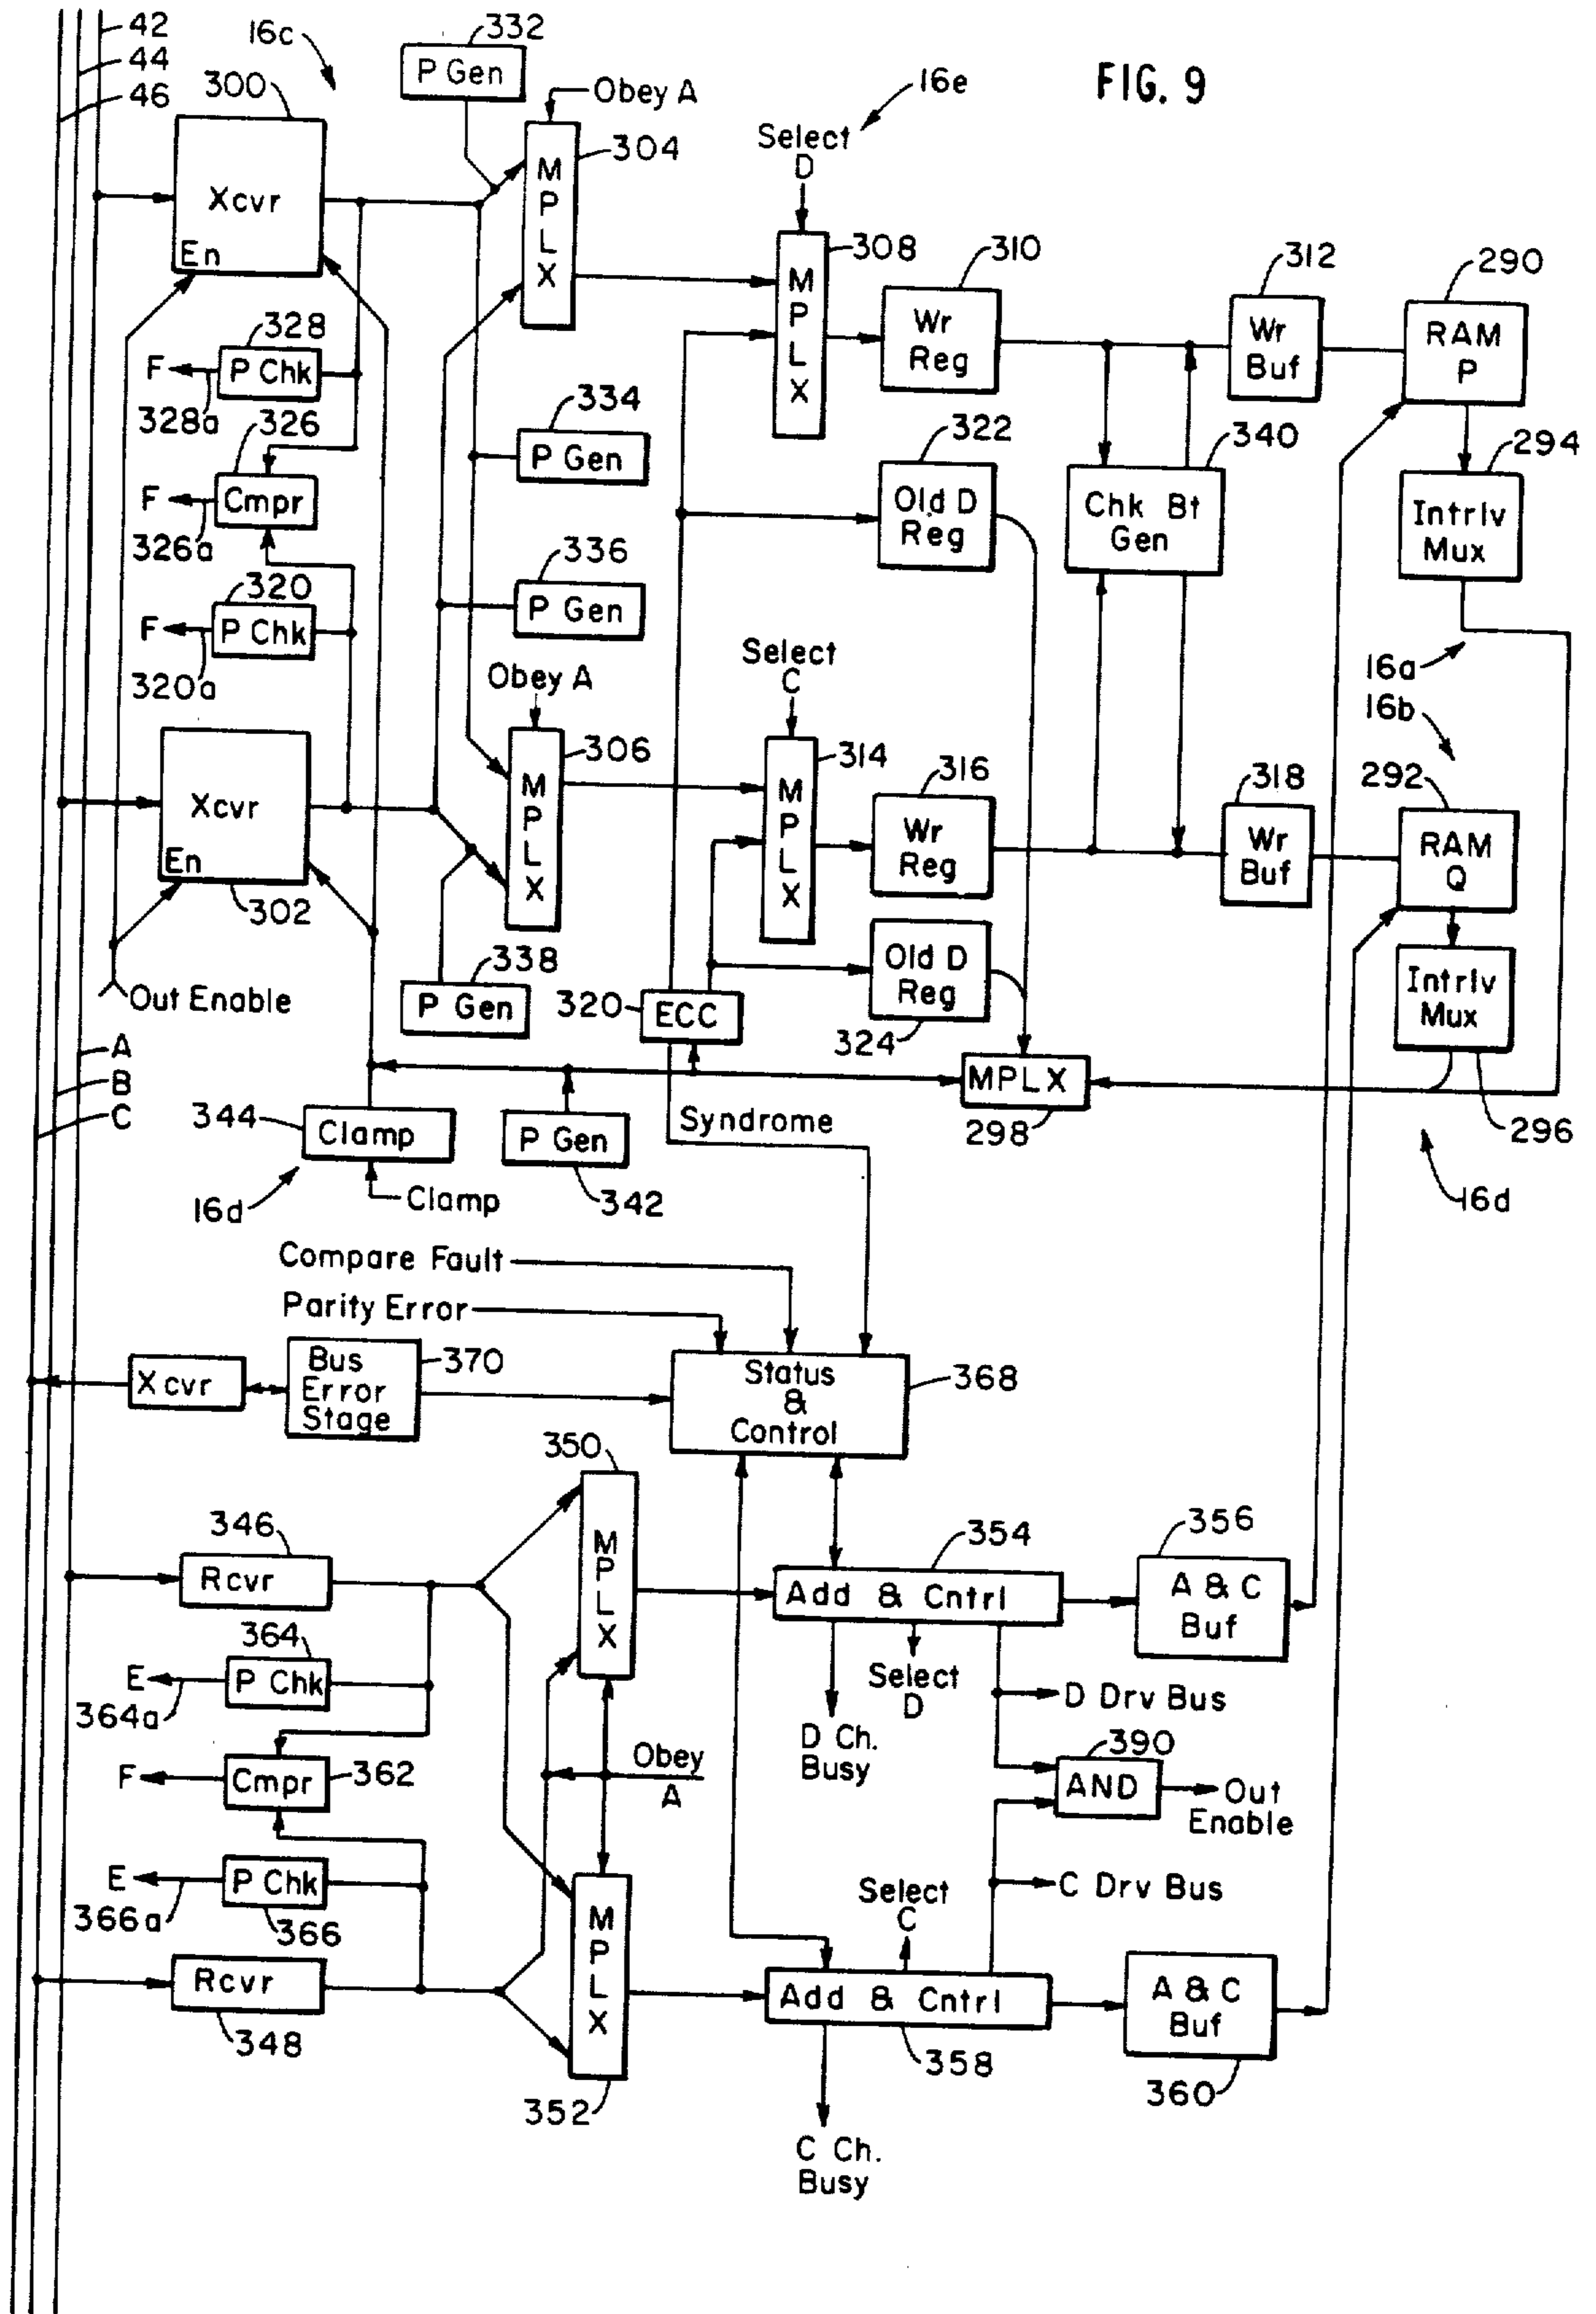 FIG. 9
42
44
46
16c
300
Xcvr
En
332
P Gen
Obey A
304
MPLX
16e
Select
D
308
MPLX
310
Wr
Reg
312
Wr
Buf
290
RAM
P
328
P Chk
F
328a
326
Cmpr
F
326a
320
P Chk
F
320a
334
P Gen
336
P Gen
322
Old D
Reg
340
Chk Bt
Gen
294
Intrlv
Mux
16a
16b
Obey A
306
MPLX
Select
C
314
MPLX
316
Wr
Reg
318
Wr
Buf
292
RAM
Q
Xcvr
En
302
338
P Gen
320
ECC
Old D
Reg
324
Intrlv
Mux
296
Out Enable
A
B
C
344
Clamp
16d
Clamp
P Gen
342
Syndrome
MPLX
298
16d
Compare Fault
Parity Error
Xcvr
Bus
Error
Stage
370
Status
&
Control
368
350
MPLX
346
Rcvr
354
Add & Cntrl
356
A & C
Buf
364
P Chk
E
364a
Select
D
D Drv Bus
D Ch.
Busy
390
AND
Out
Enable
F
Cmpr
362
Obey
A
E
P Chk
366a
366
Select
C
C Drv Bus
Rcvr
348
MPLX
352
Add & Cntrl
358
A & C
Buf
360
C Ch.
Busy